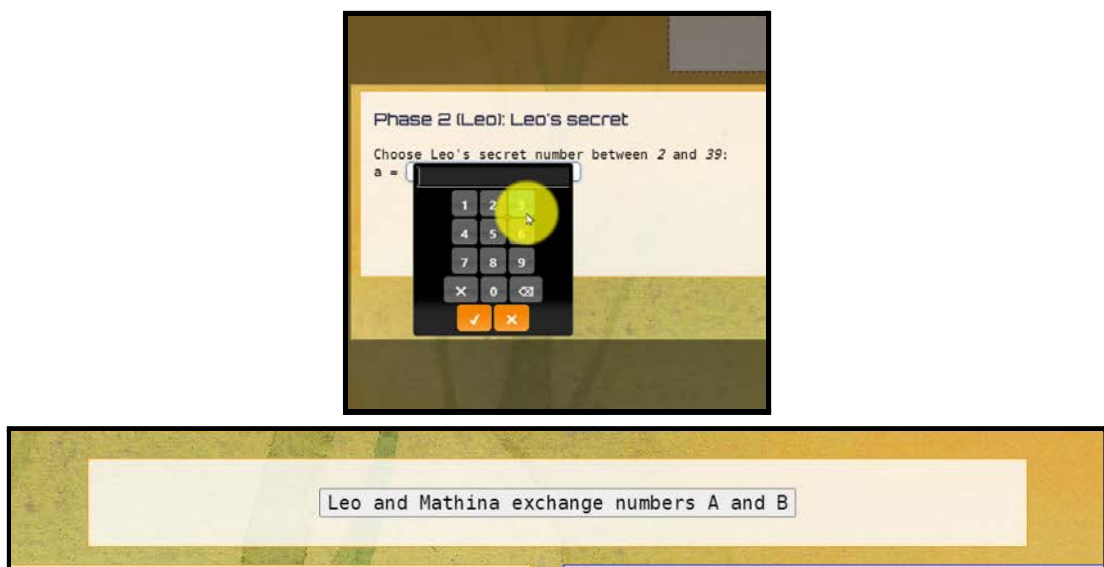 Phase 2 (Leo): Leo's secret
Choose Leo's secret number between 2 and 39:
a =
1 2 3
4 5 6
7 8 9
0
Leo and Mathina exchange numbers A and B